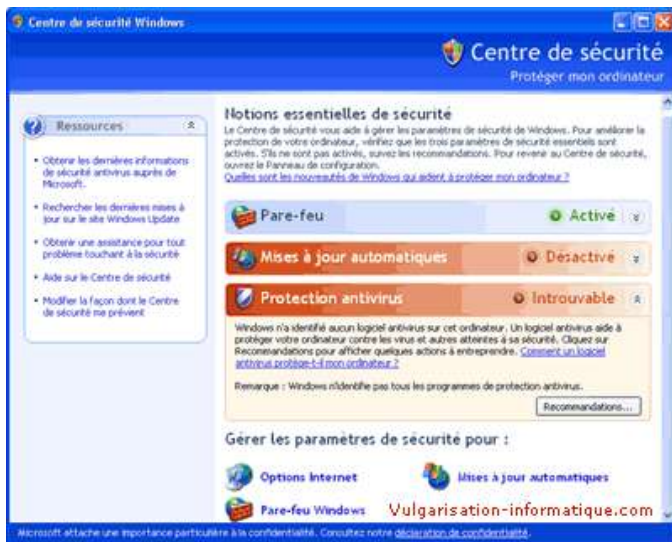 Centre de sécurité Windows
Centre de sécurité
Protéger mon ordinateur
Ressources
• Obtenir les dernières informations
de sécurité antivirus auprès de
Microsoft.
• Rechercher les dernières mises à
jour sur le site Windows Update
• Obtenir une assistance pour tout
problème touchant à la sécurité
• Aide sur le Centre de sécurité
• Modifier la façon dont le Centre
de sécurité me prévient
Notions essentielles de sécurité
Le Centre de sécurité vous aide à gérer les paramètres de sécurité de Windows. Pour améliorer la
protection de votre ordinateur, vérifiez que les trois paramètres de sécurité essentiels sont
activés. S'ils ne sont pas activés, suivez les recommandations. Pour revenir au Centre de sécurité,
ouvrez le Panneau de configuration.
Quelles sont les nouveautés de Windows qui aident à protéger mon ordinateur ?
Pare-feu
Activé
Mises à jour automatiques
Désactivé
Protection antivirus
Introuvable
Windows n'a identifié aucun logiciel antivirus sur cet ordinateur. Un logiciel antivirus aide à
protéger votre ordinateur contre les virus et autres atteintes à sa sécurité. Cliquez sur
Recommandations pour afficher quelques actions à entreprendre. Comment un logiciel
antivirus protège-t-il mon ordinateur ?
Remarque : Windows n'identifie pas tous les programmes de protection antivirus.
Recommandations...
Gérer les paramètres de sécurité pour :
Options Internet
Mises à jour automatiques
Pare-feu Windows
Vulgarisation-informatique.com
Microsoft attache une importance particulière à la confidentialité. Consultez notre déclaration de confidentialité.